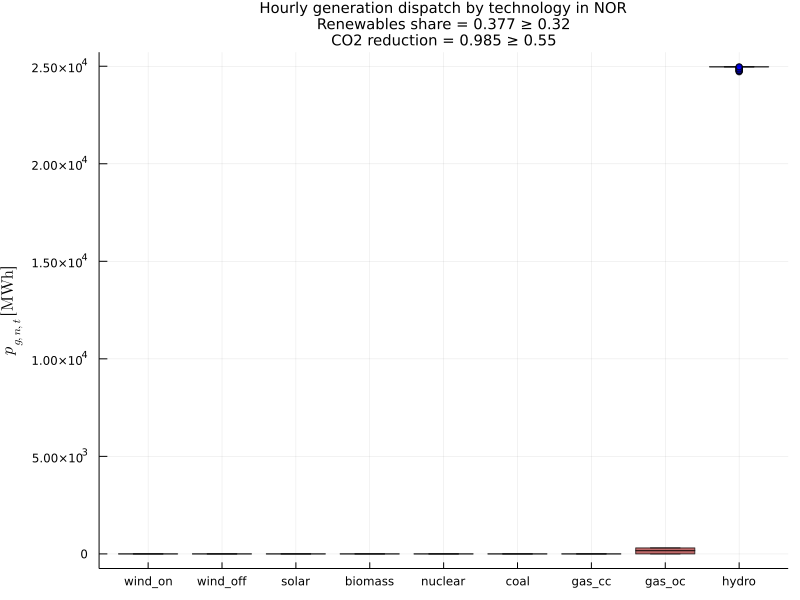 Hourly generation dispatch by technology in NOR
Renewables share = 0.377 ≥ 0.32
CO2 reduction = 0.985 ≥ 0.55
p_{g,n,t} [MWh]
2.50×10⁴
2.00×10⁴
1.50×10⁴
1.00×10⁴
5.00×10³
0
wind_on wind_off solar biomass nuclear coal gas_cc gas_oc hydro